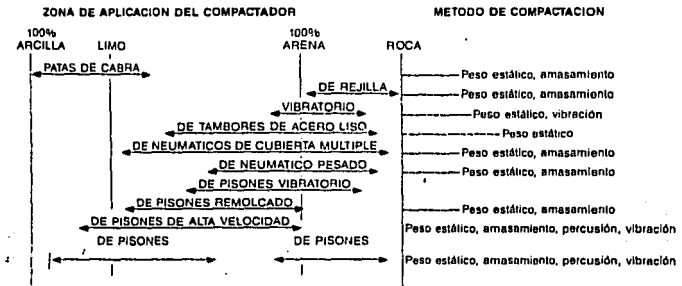 ZONA DE APLICACION DEL COMPACTADOR METODO DE COMPACTACION
100% 100%
ARCILLA LIMO ARENA ROCA
PATAS DE CABRA Peso estático, amasamiento
DE REJILLA Peso estático, amasamiento
VIBRATORIO Peso estático, vibración
DE TAMBORES DE ACERO LISO Peso estático
DE NEUMATICOS DE CUBIERTA MULTIPLE Peso estático, amasamiento
DE NEUMATICO PESADO Peso estático, amasamiento
DE PISONES VIBRATORIO
DE PISONES REMOLCADO Peso estático, amasamiento
DE PISONES DE ALTA VELOCIDAD Peso estático, amasamiento, percusión, vibración
DE PISONES DE PISONES
Peso estático, amasamiento, percusión, vibración